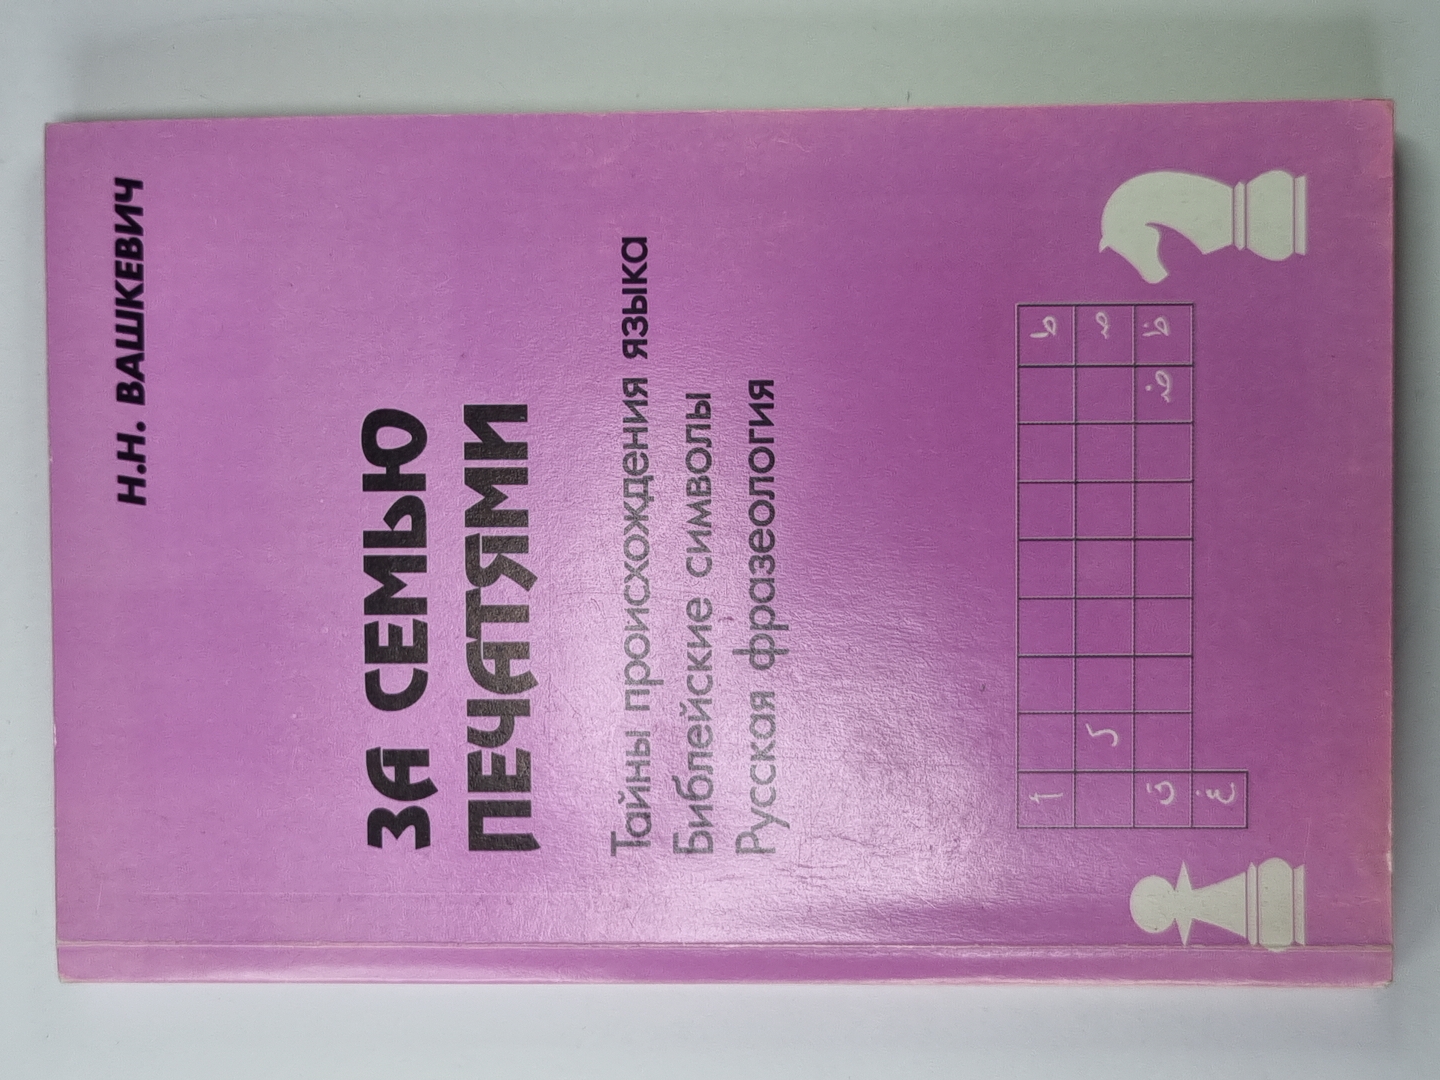 Н.Н. ВАШКЕВИЧ
ЗА СЕМЬЮ
ПЕЧАТЯМИ
Тайны происхождения языка
Библейские символы
Русская фразеология